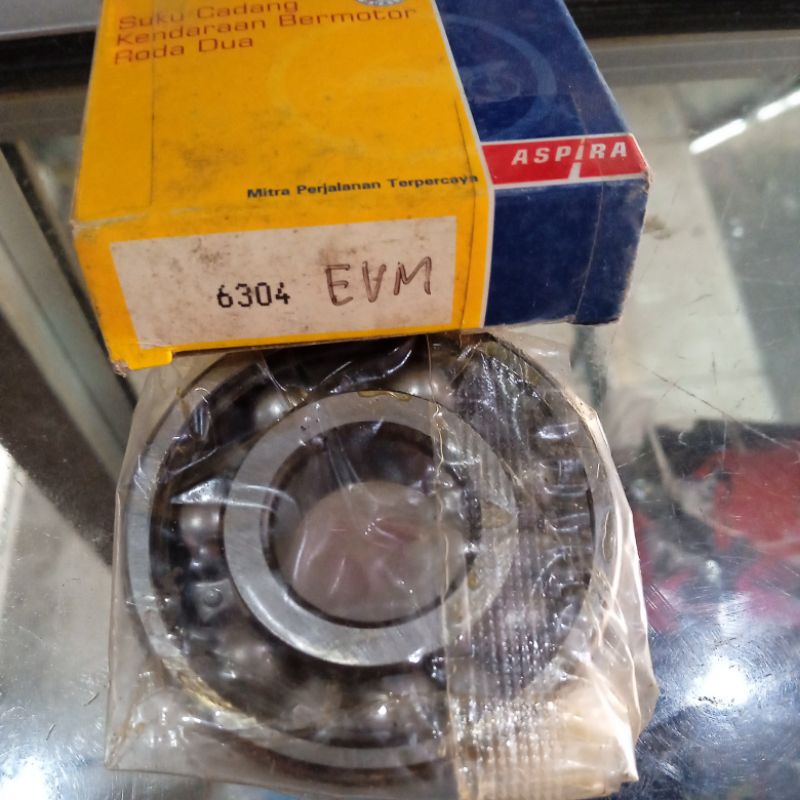 Suku Cadang
Kendaraan Bermotor
Roda Dua
ASPIRA
Mitra Perjalanan Terpercaya
6304 EVM